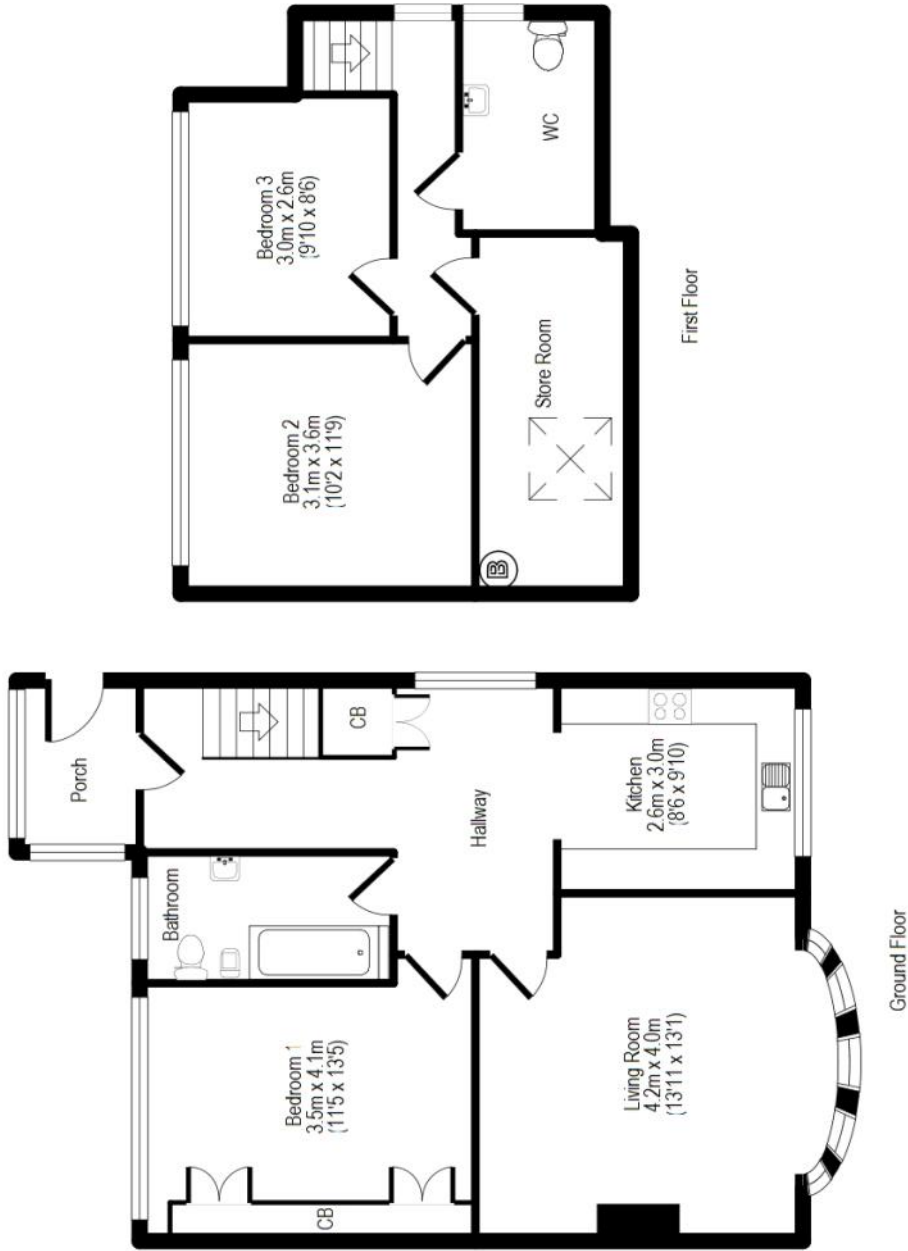 Bedroom 3
3.0m x 2.6m
(9'10 x 8'6)
WC
Bedroom 2
3.1m x 3.6m
(10'2 x 11'9)
Store Room
B
First Floor
Porch
CB
Bathroom
Hallway
Kitchen
2.6m x 3.0m
(8'6 x 9'10)
Bedroom 1
3.5m x 4.1m
(11'5 x 13'5)
CB
Living Room
4.2m x 4.0m
(13'11 x 13'1)
Ground Floor